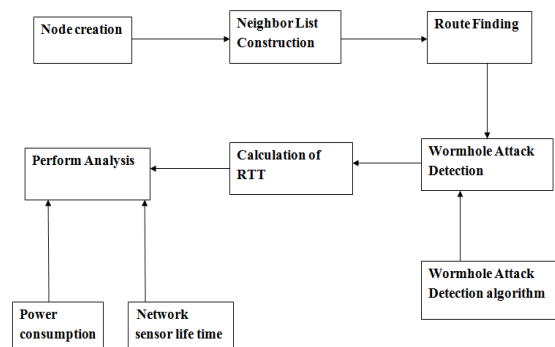 Node creation
Neighbor List
Construction
Route Finding
Perform Analysis
Calculation of
RTT
Wormhole Attack
Detection
Power
consumption
Network
sensor life time
Wormhole Attack
Detection algorithm